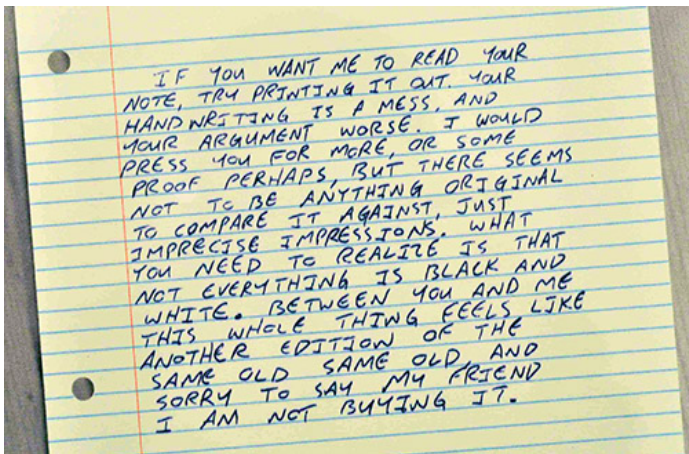 IF YOU WANT ME TO READ YOUR
NOTE, TRY PRINTING IT OUT. YOUR
HANDWRITING IS A MESS, AND
YOUR ARGUMENT WORSE. I WOULD
PRESS YOU FOR MORE, OR SOME
PROOF PERHAPS, BUT THERE SEEMS
NOT TO BE ANYTHING ORIGINAL
TO COMPARE IT AGAINST, JUST
IMPRECISE IMPRESSIONS. WHAT
YOU NEED TO REALIZE IS THAT
NOT EVERYTHING IS BLACK AND
WHITE. BETWEEN YOU AND ME
THIS WHOLE THING FEELS LIKE
ANOTHER EDITION OF THE
SAME OLD SAME OLD, AND
SORRY TO SAY MY FRIEND
I AM NOT BUYING IT.